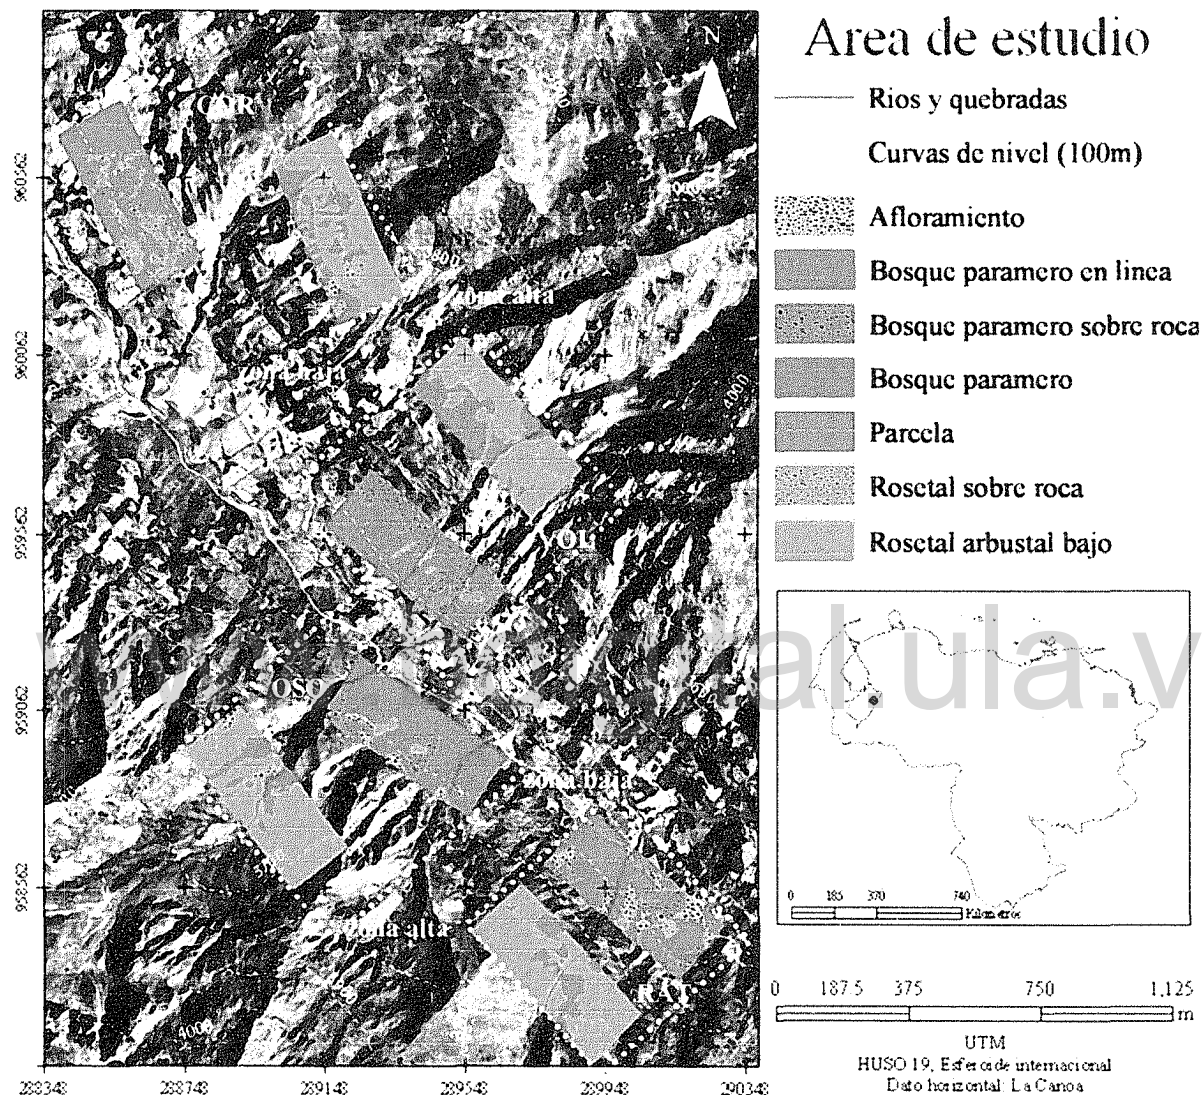 Area de estudio
Rios y quebradas
Curvas de nivel (100m)
Afloramiento
Bosque paramero en linea
Bosque paramero sobre roca
Bosque paramero
Parcela
Rosetal sobre roca
Rosetal arbustal bajo
N
COR
zona alta
zona baja
VOL
OSO
zona baja
zona alta
RAT
4000
4000
960562
960062
959562
959062
958562
288348
288748
289148
289548
289948
290348
0 185 370 740
Kilometros
0 187.5 375 750 1,125
m
UTM
HUSO 19, Esferoide internacional
Dato horizontal: La Canoa